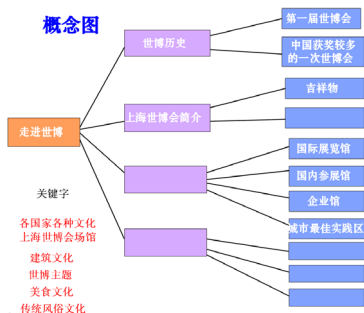 概念图
第一届世博会
世博历史
中国获奖较多
的一次世博会
吉祥物
上海世博会简介
走进世博
国际展览馆
国内参展馆
关键字
企业馆
各国家各种文化
上海世博会场馆
城市最佳实践区
建筑文化
世博主题
美食文化
传统风俗文化